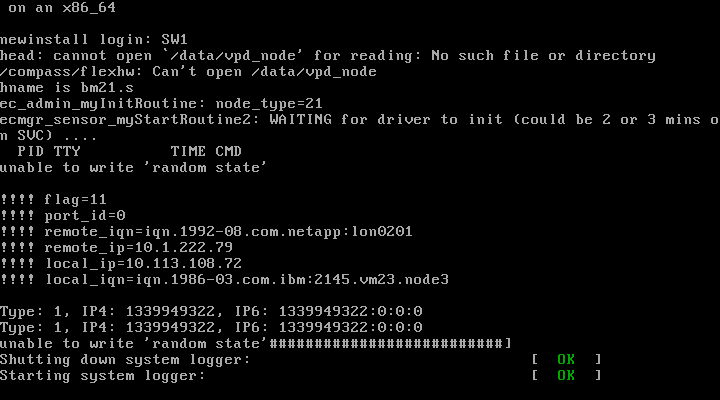 on an x86_64
newinstall login: SW1
head: cannot open `/data/vpd_node' for reading: No such file or directory
/compass/flexhw: Can't open /data/vpd_node
hname is bm21.s
ec_admin_myInitRoutine: node_type=21
ecmgr_sensor_myStartRoutine2: WAITING for driver to init (could be 2 or 3 mins o
n SVC) ....
  PID TTY          TIME CMD
unable to write 'random state'
!!!! flag=11
!!!! port_id=0
!!!! remote_iqn=iqn.1992-08.com.netapp:lon0201
!!!! remote_ip=10.1.222.79
!!!! local_ip=10.113.108.72
!!!! local_iqn=iqn.1986-03.com.ibm:2145.vm23.node3
Type: 1, IP4: 1339949322, IP6: 1339949322:0:0:0
Type: 1, IP4: 1339949322, IP6: 1339949322:0:0:0
unable to write 'random state'##########################]
Shutting down system logger:                               [  OK  ]
Starting system logger:                                    [  OK  ]